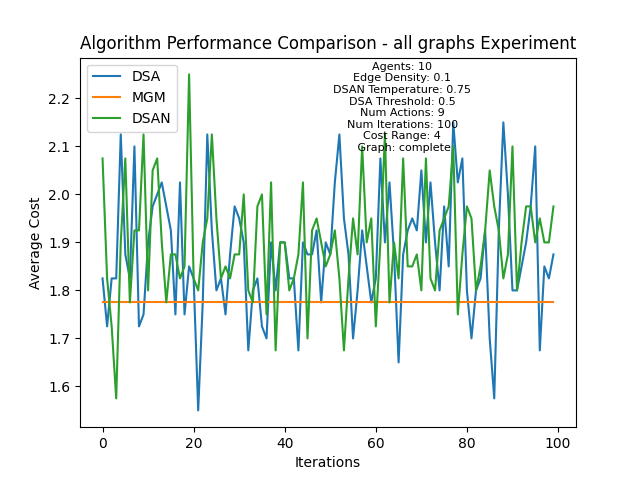 Algorithm Performance Comparison - all graphs Experiment
DSA
MGM
DSAN
Agents: 10
Edge Density: 0.1
DSAN Temperature: 0.75
DSA Threshold: 0.5
Num Actions: 9
Num Iterations: 100
Cost Range: 4
Graph: complete
Average Cost
2.2
2.1
2.0
1.9
1.8
1.7
1.6
0
20
40
60
80
100
Iterations